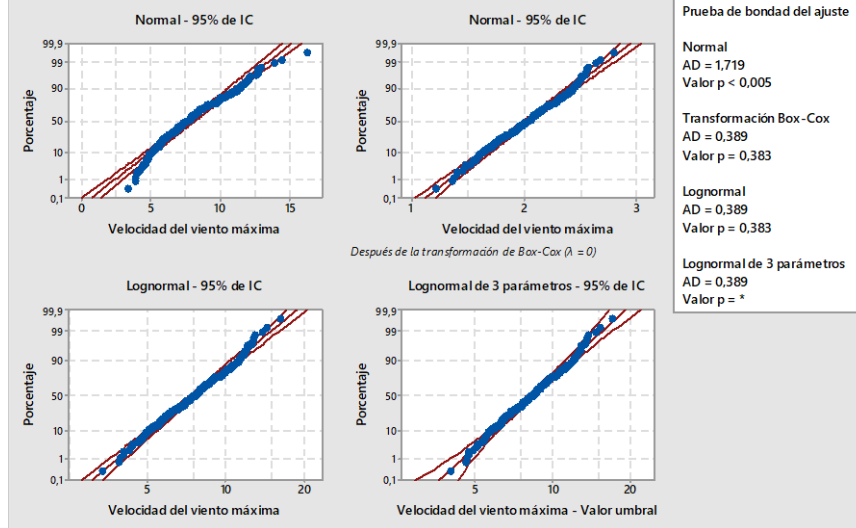 Normal - 95% de IC
99,9
99
90
50
10
1
0,1
0
5
10
15
Porcentaje
Velocidad del viento máxima
Normal - 95% de IC
99,9
99
90
50
10
1
0,1
1
2
3
Porcentaje
Velocidad del viento máxima
Después de la transformación de Box-Cox (λ = 0)
Lognormal - 95% de IC
99,9
99
90
50
10
1
0,1
5
10
20
Porcentaje
Velocidad del viento máxima
Lognormal de 3 parámetros - 95% de IC
99,9
99
90
50
10
1
0,1
5
10
20
Porcentaje
Velocidad del viento máxima - Valor umbral
Prueba de bondad del ajuste
Normal
AD = 1,719
Valor p < 0,005
Transformación Box-Cox
AD = 0,389
Valor p = 0,383
Lognormal
AD = 0,389
Valor p = 0,383
Lognormal de 3 parámetros
AD = 0,389
Valor p = *